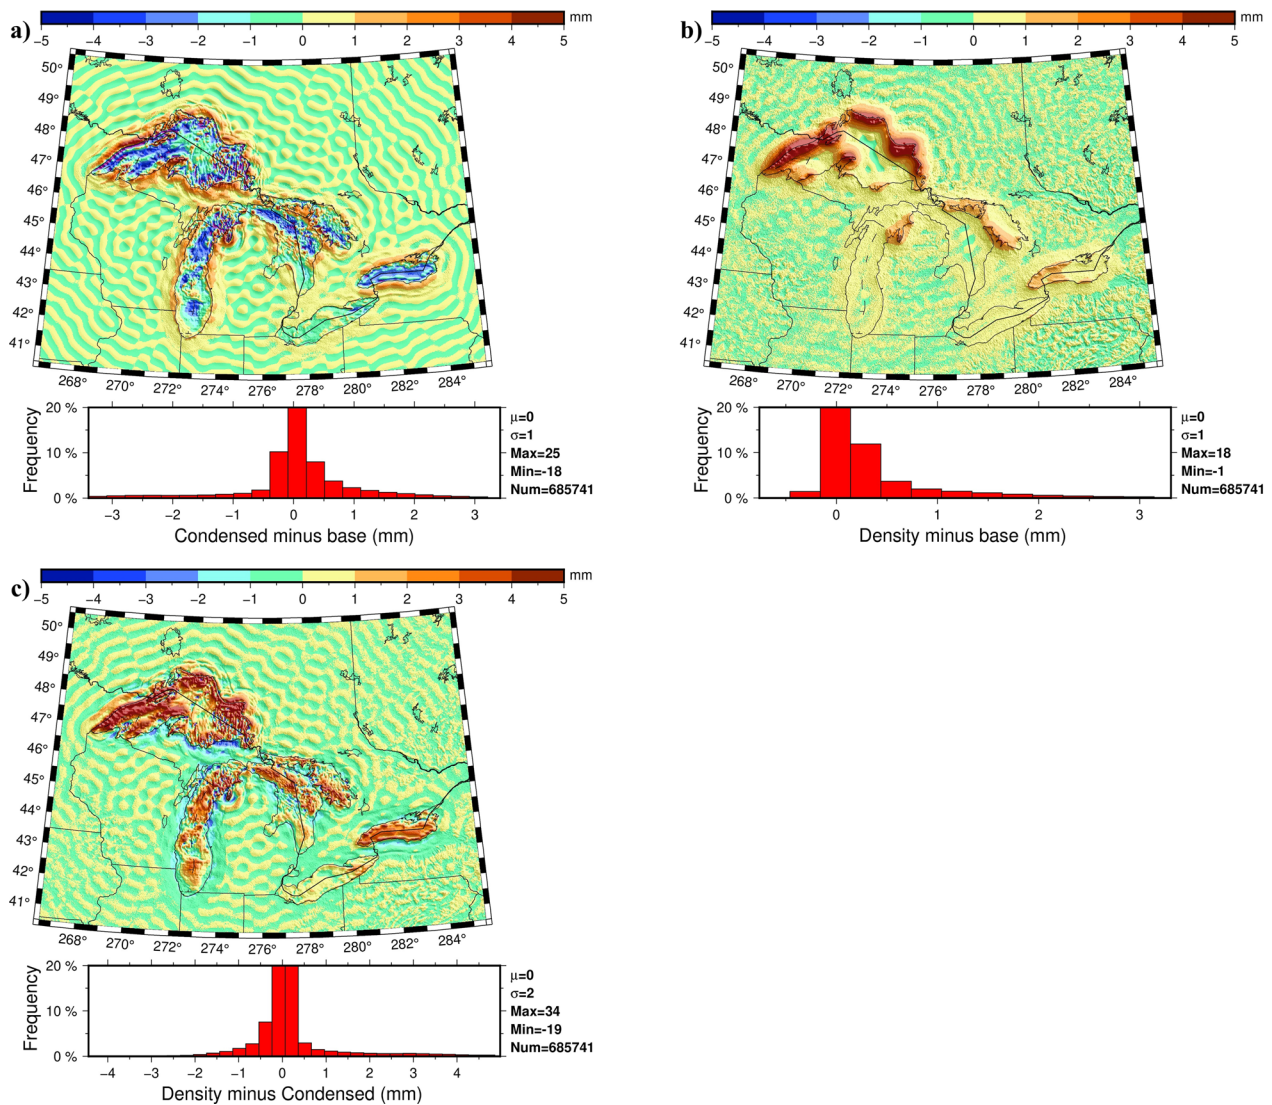 a)
mm
−5 −4 −3 −2 −1 0 1 2 3 4 5
50°
49°
48°
47°
46°
45°
44°
43°
42°
41°
268° 270° 272° 274° 276° 278° 280° 282° 284°
20 %
10 %
0 %
Frequency
−3 −2 −1 0 1 2 3
Condensed minus base (mm)
μ=0
σ=1
Max=25
Min=-18
Num=685741
b)
mm
−5 −4 −3 −2 −1 0 1 2 3 4 5
50°
49°
48°
47°
46°
45°
44°
43°
42°
41°
268° 270° 272° 274° 276° 278° 280° 282° 284°
20 %
10 %
0 %
Frequency
0 1 2 3
Density minus base (mm)
μ=0
σ=1
Max=18
Min=-1
Num=685741
c)
mm
−5 −4 −3 −2 −1 0 1 2 3 4 5
50°
49°
48°
47°
46°
45°
44°
43°
42°
41°
268° 270° 272° 274° 276° 278° 280° 282° 284°
20 %
10 %
0 %
Frequency
−4 −3 −2 −1 0 1 2 3 4
Density minus Condensed (mm)
μ=0
σ=2
Max=34
Min=-19
Num=685741